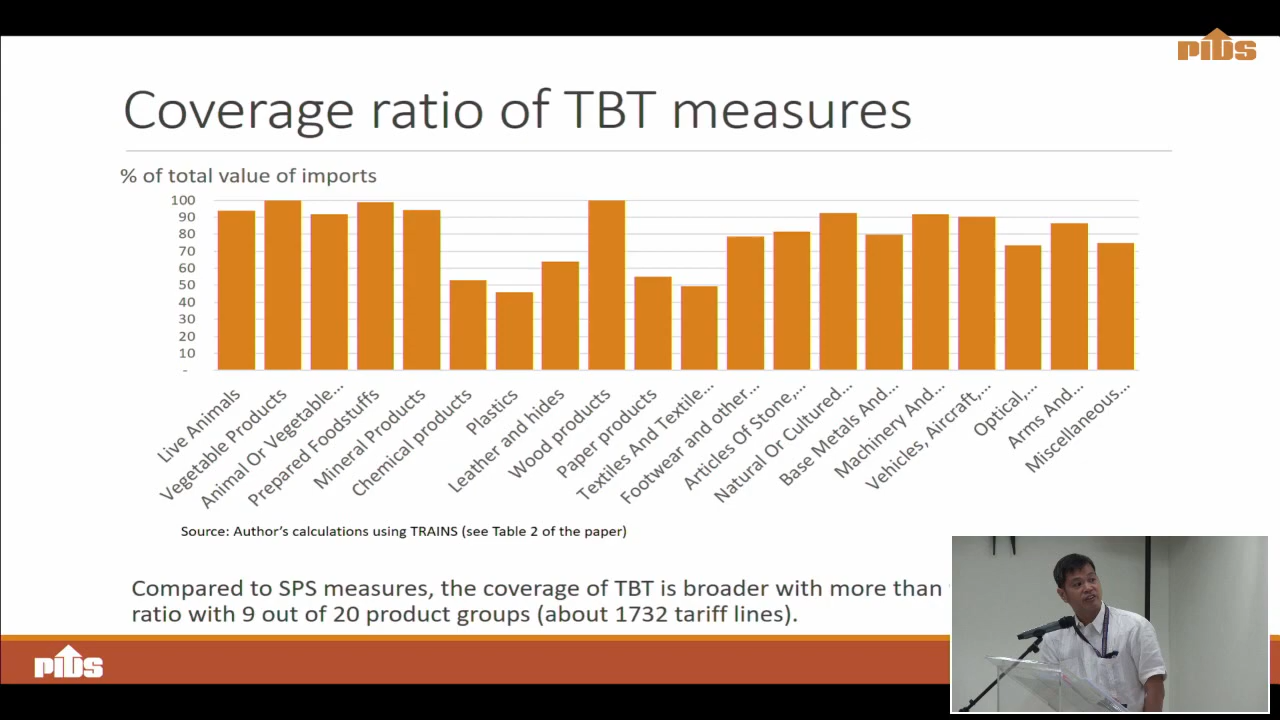 PIDS
Coverage ratio of TBT measures
% of total value of imports
100
90
80
70
60
50
40
30
20
10
-
Live Animals
Vegetable Products
Animal Or Vegetable...
Prepared Foodstuffs
Mineral Products
Chemical products
Plastics
Leather and hides
Wood products
Paper products
Textiles And Textile...
Footwear and other...
Articles Of Stone,...
Natural Or Cultured...
Base Metals And...
Machinery And...
Vehicles, Aircraft,...
Optical,...
Arms And...
Miscellaneous...
Source: Author's calculations using TRAINS (see Table 2 of the paper)
Compared to SPS measures, the coverage of TBT is broader with more than
ratio with 9 out of 20 product groups (about 1732 tariff lines).
PIDS